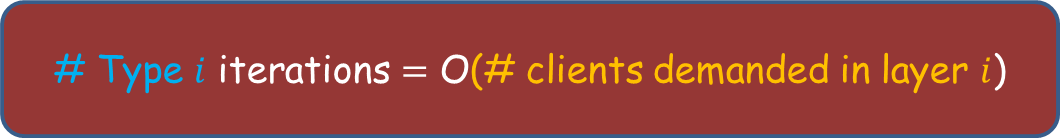 # Type i iterations = O(# clients demanded in layer i)